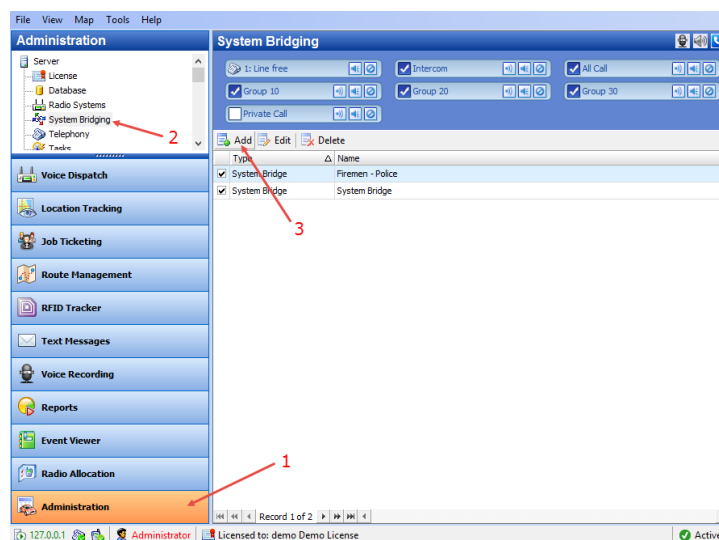 File View Map Tools Help
Administration
System Bridging
Server
License
Database
Radio Systems
System Bridging
Telephony
Tasks
2
1: Line free
Intercom
All Call
Group 10
Group 20
Group 30
Private Call
Add Edit Delete
Type Name
System Bridge Firemen - Police
System Bridge System Bridge
3
Voice Dispatch
Location Tracking
Job Ticketing
Route Management
RFID Tracker
Text Messages
Voice Recording
Reports
Event Viewer
Radio Allocation
Administration
1
Record 1 of 2
127.0.0.1 Administrator Licensed to: demo Demo License Active